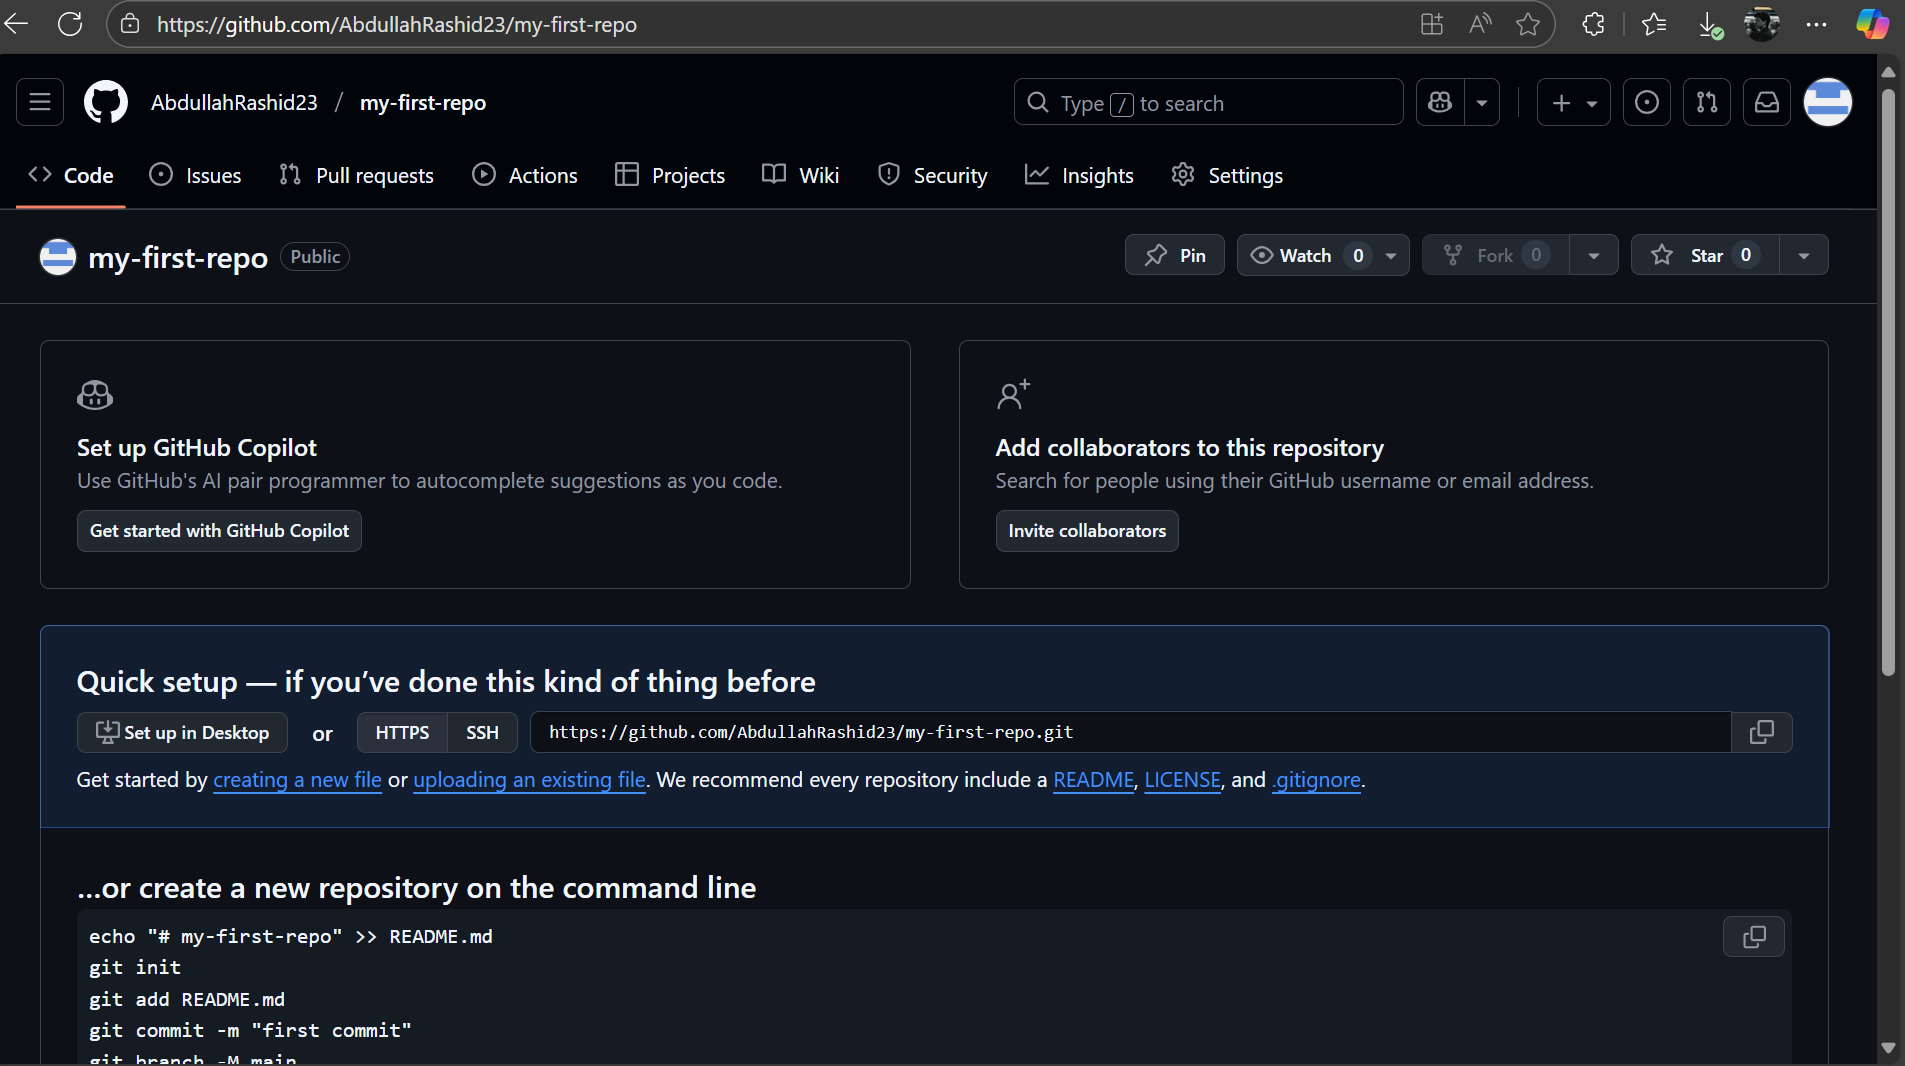 https://github.com/AbdullahRashid23/my-first-repo
AbdullahRashid23 / my-first-repo
Type / to search
Code Issues Pull requests Actions Projects Wiki Security Insights Settings
my-first-repo Public
Pin Watch 0 Fork 0 Star 0
Set up GitHub Copilot
Use GitHub's AI pair programmer to autocomplete suggestions as you code.
Get started with GitHub Copilot
Add collaborators to this repository
Search for people using their GitHub username or email address.
Invite collaborators
Quick setup — if you’ve done this kind of thing before
Set up in Desktop or HTTPS SSH https://github.com/AbdullahRashid23/my-first-repo.git
Get started by creating a new file or uploading an existing file. We recommend every repository include a README, LICENSE, and .gitignore.
…or create a new repository on the command line
echo "# my-first-repo" >> README.md
git init
git add README.md
git commit -m "first commit"
git branch -M main